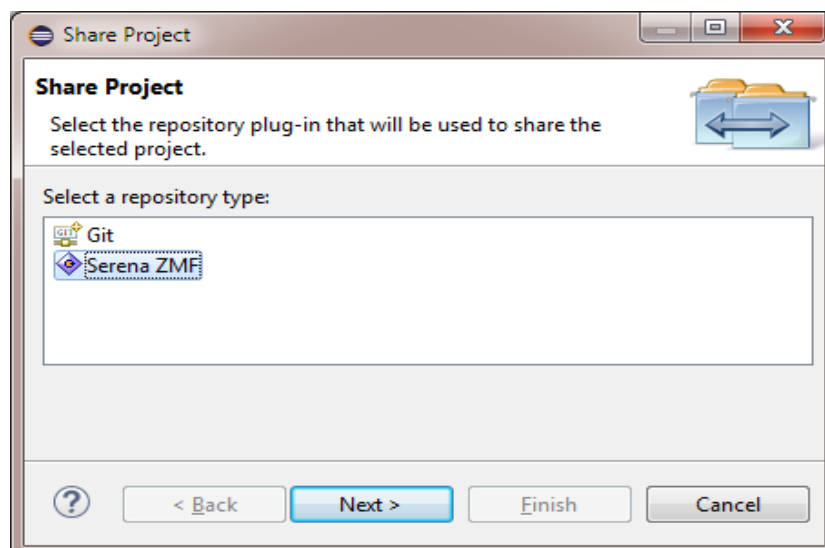 Share Project
Share Project
Select the repository plug-in that will be used to share the
selected project.
Select a repository type:
GIT Git
Serena ZMF
? < Back Next > Finish Cancel